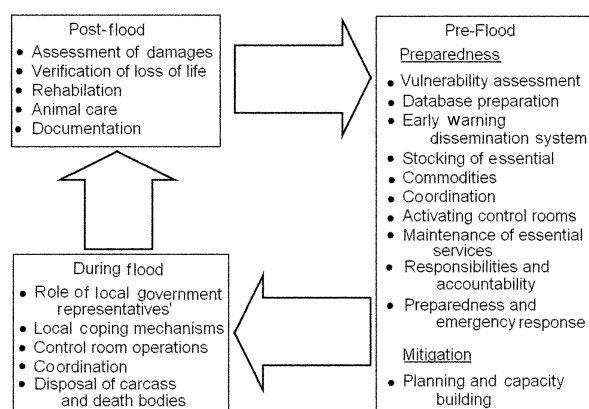 Post-flood
• Assessment of damages
• Verification of loss of life
• Rehabilation
• Animal care
• Documentation
Pre-Flood
Preparedness
• Vulnerability assessment
• Database preparation
• Early warning
dissemination system
• Stocking of essential
• Commodities
• Coordination
• Activating control rooms
• Maintenance of essential
services
• Responsibilities and
accountability
• Preparedness and
emergency response
Mitigation
• Planning and capacity
building
During flood
• Role of local government
representatives'
• Local coping mechanisms
• Control room operations
• Coordination
• Disposal of carcass
and death bodies